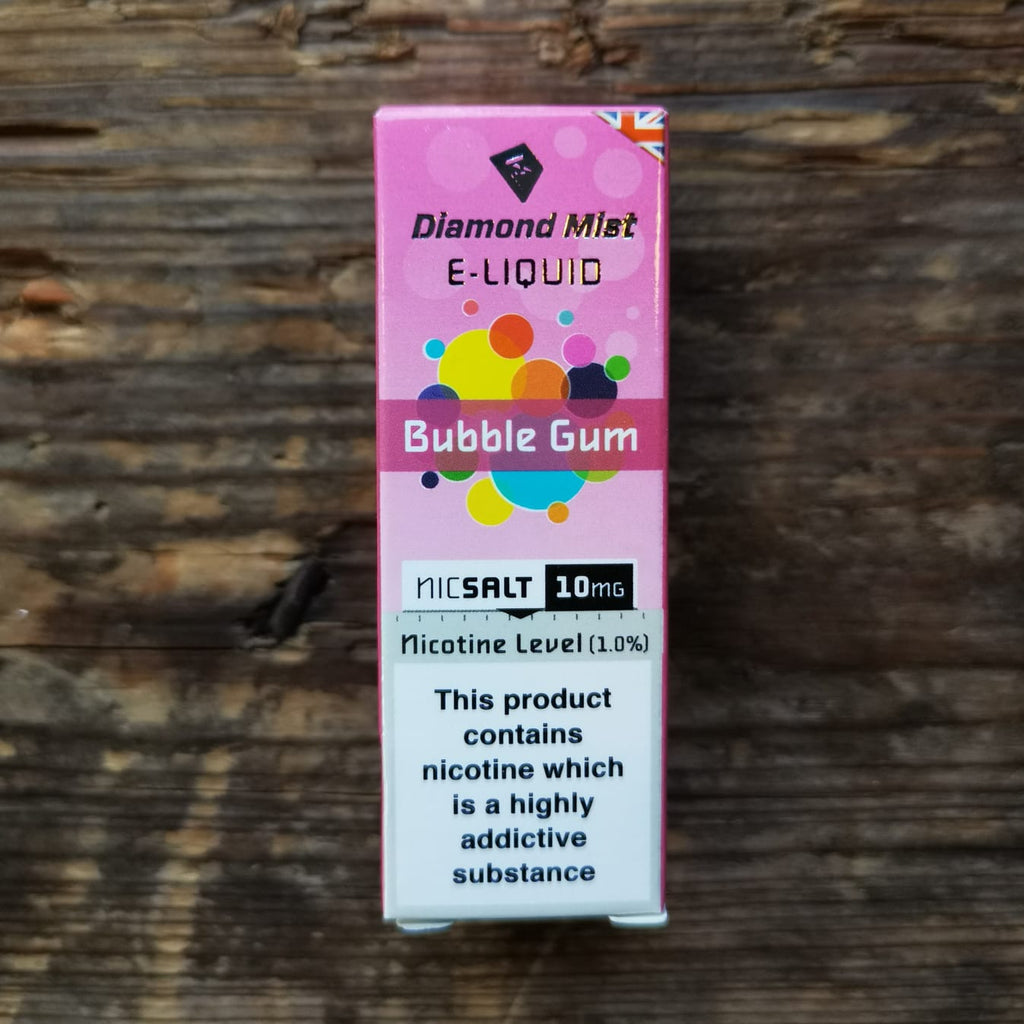 Diamond Mist
E-LIQUID
Bubble Gum
NICSALT 10MG
Nicotine Level (1.0%)
This product
contains
nicotine which
is a highly
addictive
substance